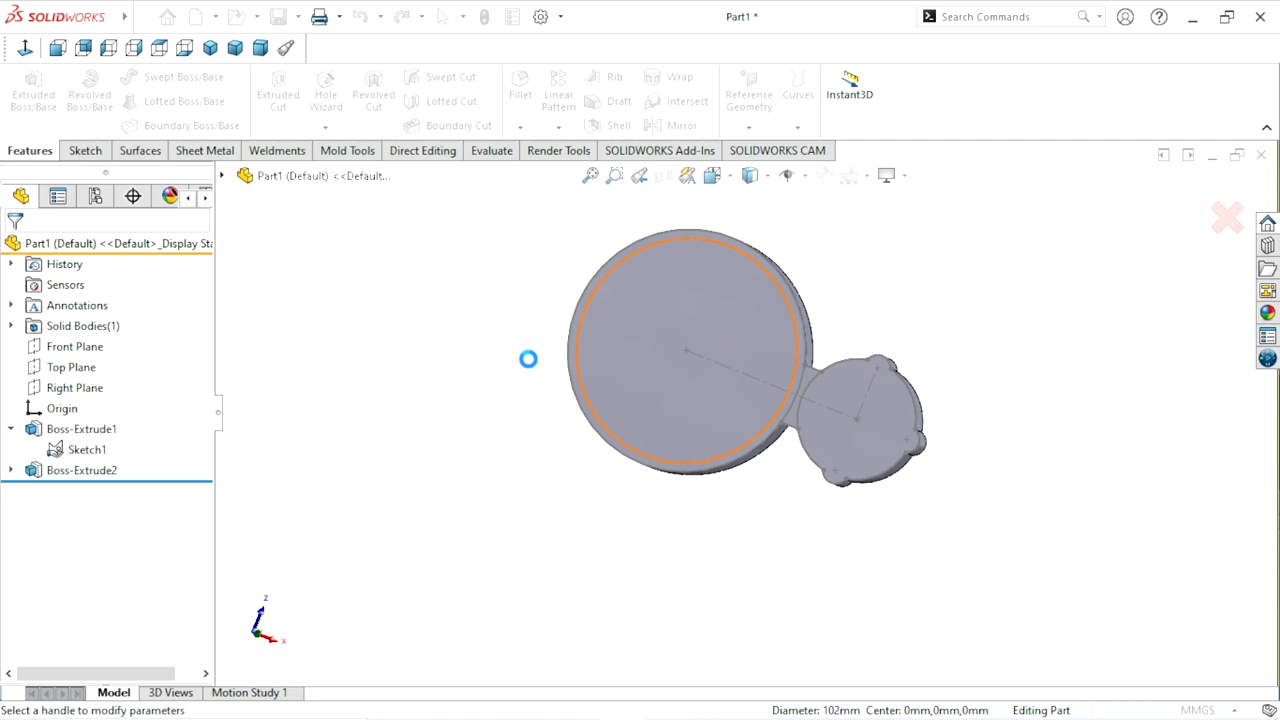 SOLIDWORKS
Part1 *
Search Commands
Extruded Boss/Base
Revolved Boss/Base
Swept Boss/Base
Lofted Boss/Base
Boundary Boss/Base
Extruded Cut
Hole Wizard
Revolved Cut
Swept Cut
Lofted Cut
Boundary Cut
Fillet
Linear Pattern
Rib
Draft
Shell
Wrap
Intersect
Mirror
Reference Geometry
Curves
Instant3D
Features
Sketch
Surfaces
Sheet Metal
Weldments
Mold Tools
Direct Editing
Evaluate
Render Tools
SOLIDWORKS Add-Ins
SOLIDWORKS CAM
Part1 (Default) <<Default...
Part1 (Default) <<Default>_Display Sta
History
Sensors
Annotations
Solid Bodies(1)
Front Plane
Top Plane
Right Plane
Origin
Boss-Extrude1
Sketch1
Boss-Extrude2
z
x
Model
3D Views
Motion Study 1
Select a handle to modify parameters
Diameter: 102mm Center: 0mm,0mm,0mm
Editing Part
MMGS